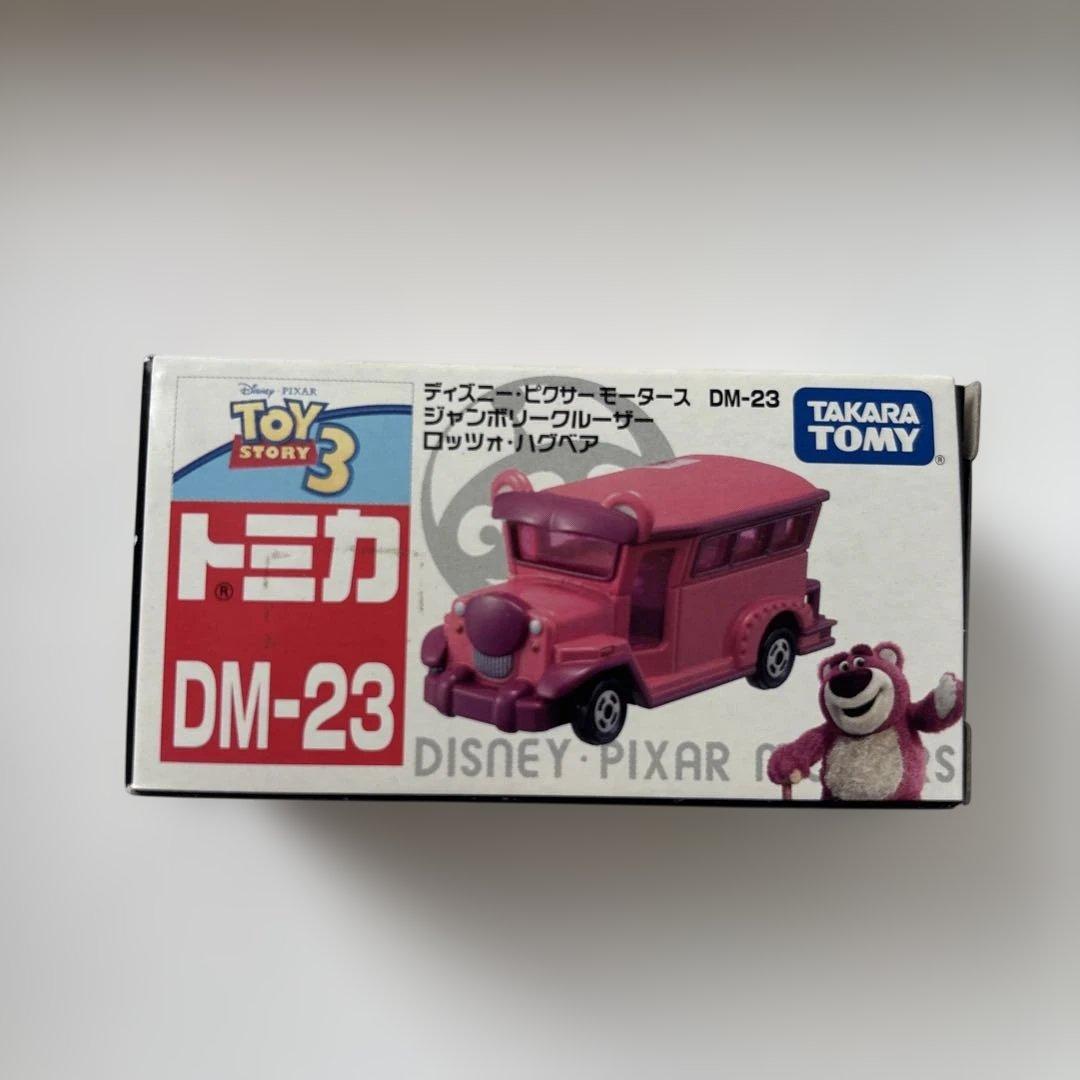 Disney・PIXAR
TOY
STORY 3
トミカ
®
DM-23
ディズニー・ピクサー モータース DM-23
ジャンボリークルーザー
ロッツォ・ハグベア
TAKARA
TOMY
®
DISNEY・PIXAR